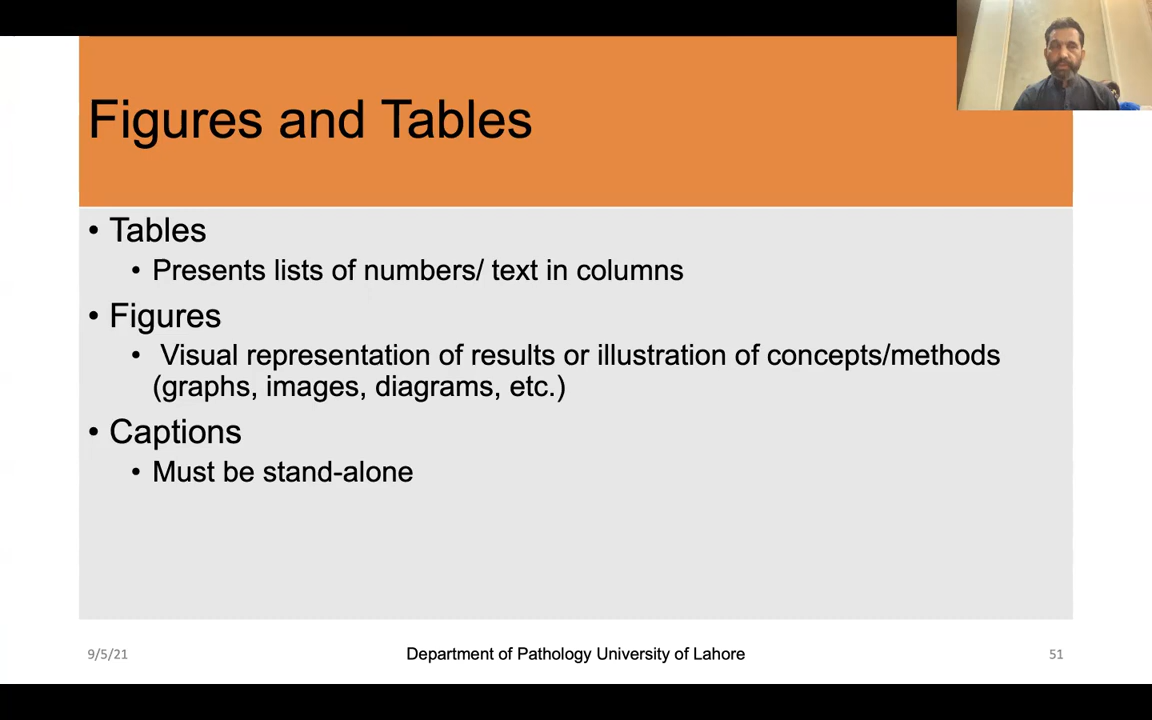 Figures and Tables
• Tables
• Presents lists of numbers/ text in columns
• Figures
• Visual representation of results or illustration of concepts/methods
(graphs, images, diagrams, etc.)
• Captions
• Must be stand-alone
9/5/21
Department of Pathology University of Lahore
51